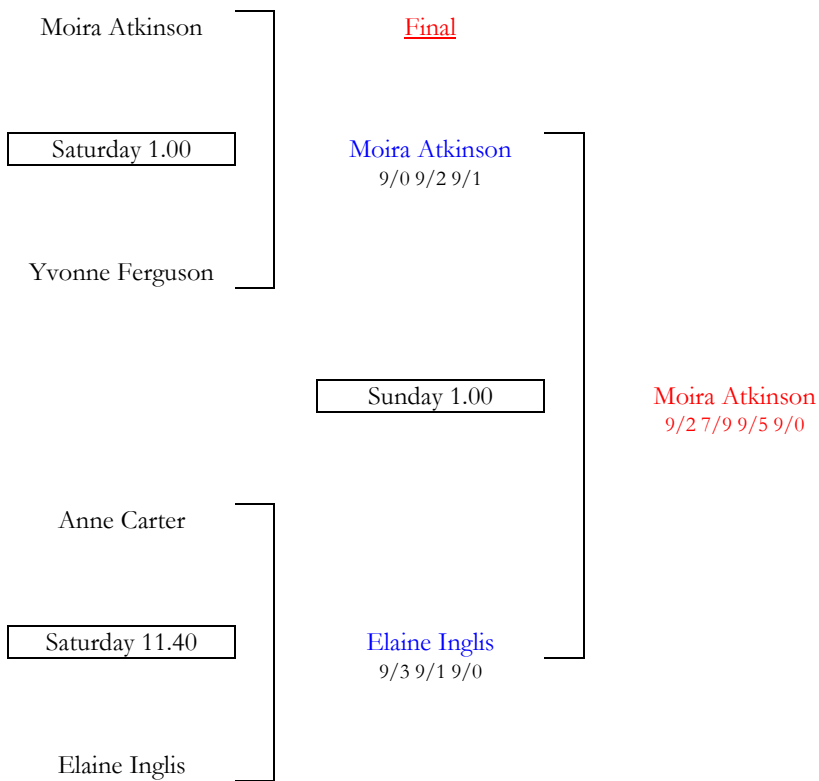 Moira Atkinson
Final
Saturday 1.00
Moira Atkinson
9/0 9/2 9/1
Yvonne Ferguson
Sunday 1.00
Moira Atkinson
9/2 7/9 9/5 9/0
Anne Carter
Saturday 11.40
Elaine Inglis
9/3 9/1 9/0
Elaine Inglis